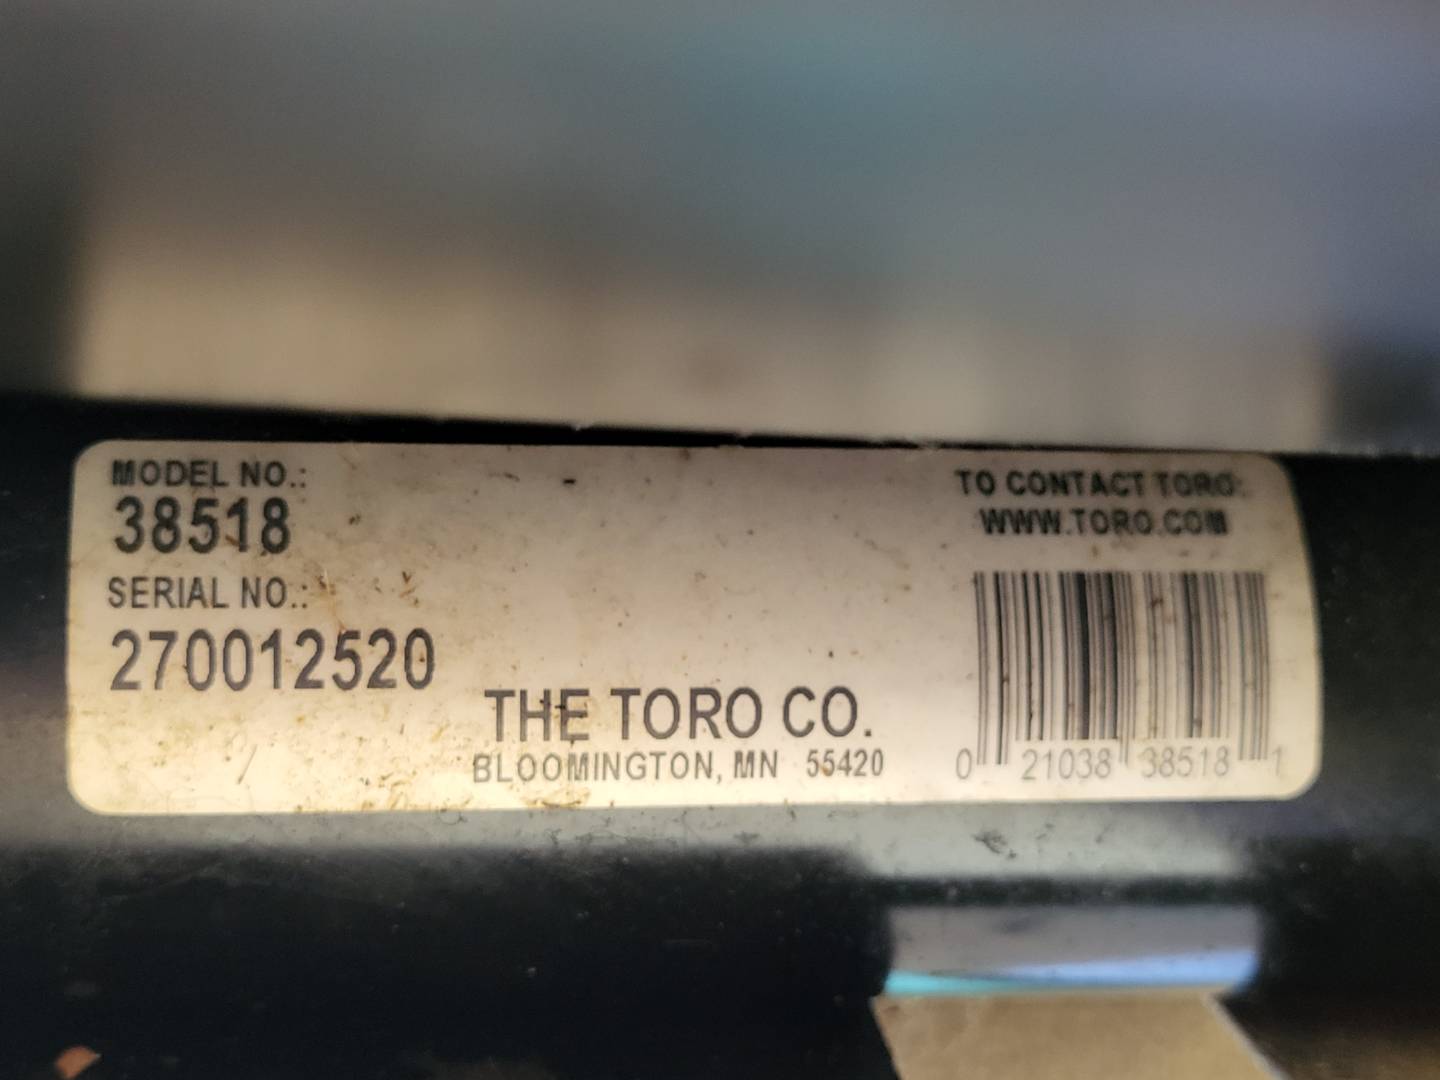 MODEL NO.:
38518
SERIAL NO.:
270012520
THE TORO CO.
BLOOMINGTON, MN 55420
TO CONTACT TORO:
WWW.TORO.COM
0 21038 38518 1